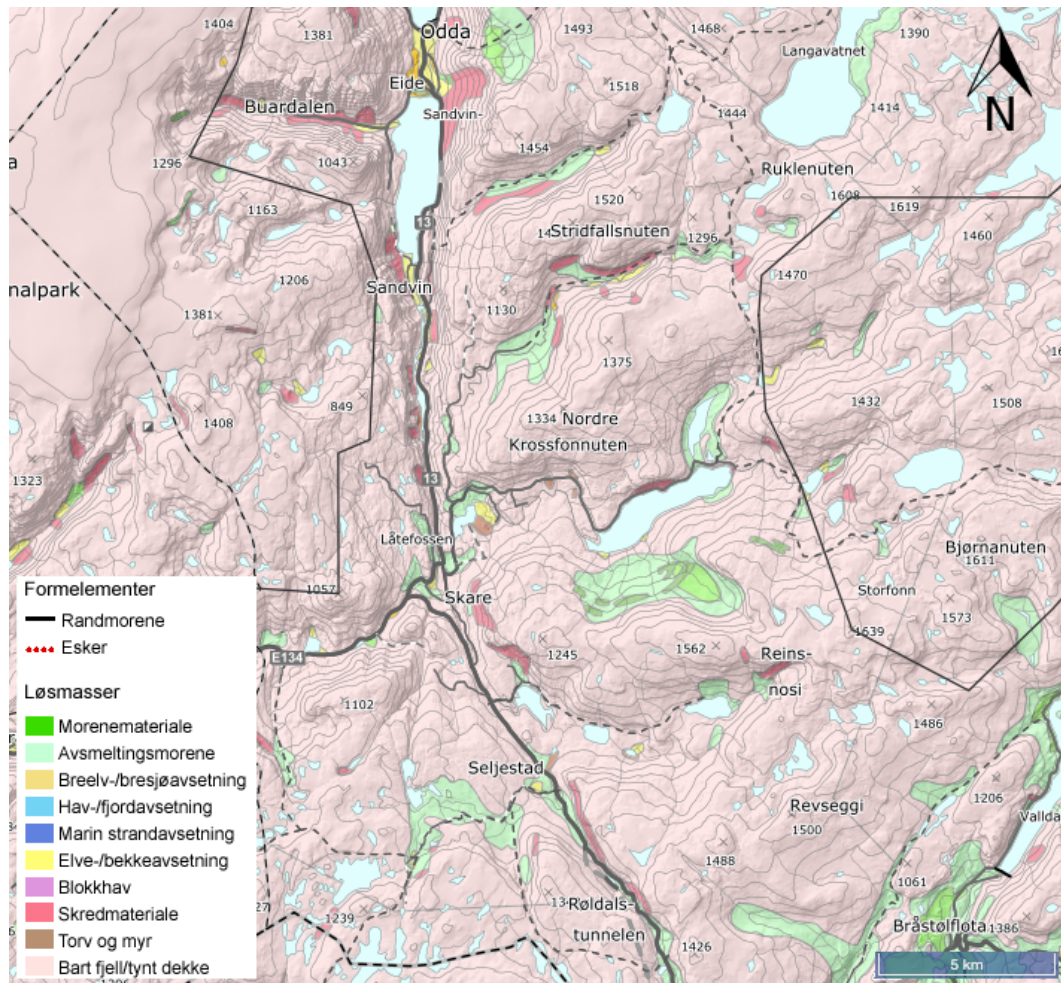 1404
1381
Odda
1493
1468
1390
Langavatnet
Eide
1518
N
Buardalen
Sandvin-
1444
1414
1296
1043
1454
Ruklenuten
1163
1520
1608
1619
13
Stridfallsnuten
1296
1460
1206
Sandvin
1470
nalpark
1381
1130
1375
849
1432
1508
1408
1334
Nordre
Krossfonnuten
1323
13
Låtefossen
Bjørnanuten
1611
1057
Storfonn
Skare
1573
1639
E134
1245
1562
Reins-
nosi
1102
1486
Seljestad
Revseggi
1206
1500
Vallda
1488
1061
Røldals-
tunnelen
1239
Bråstølflota
1386
1426
5 km
Formelementer
Randmorene
Esker
Løsmasser
Morenemateriale
Avsmeltingsmorene
Breelv-/bresjøavsetning
Hav-/fjordavsetning
Marin strandavsetning
Elve-/bekkeavsetning
Blokkhav
Skredmateriale
Torv og myr
Bart fjell/tynt dekke